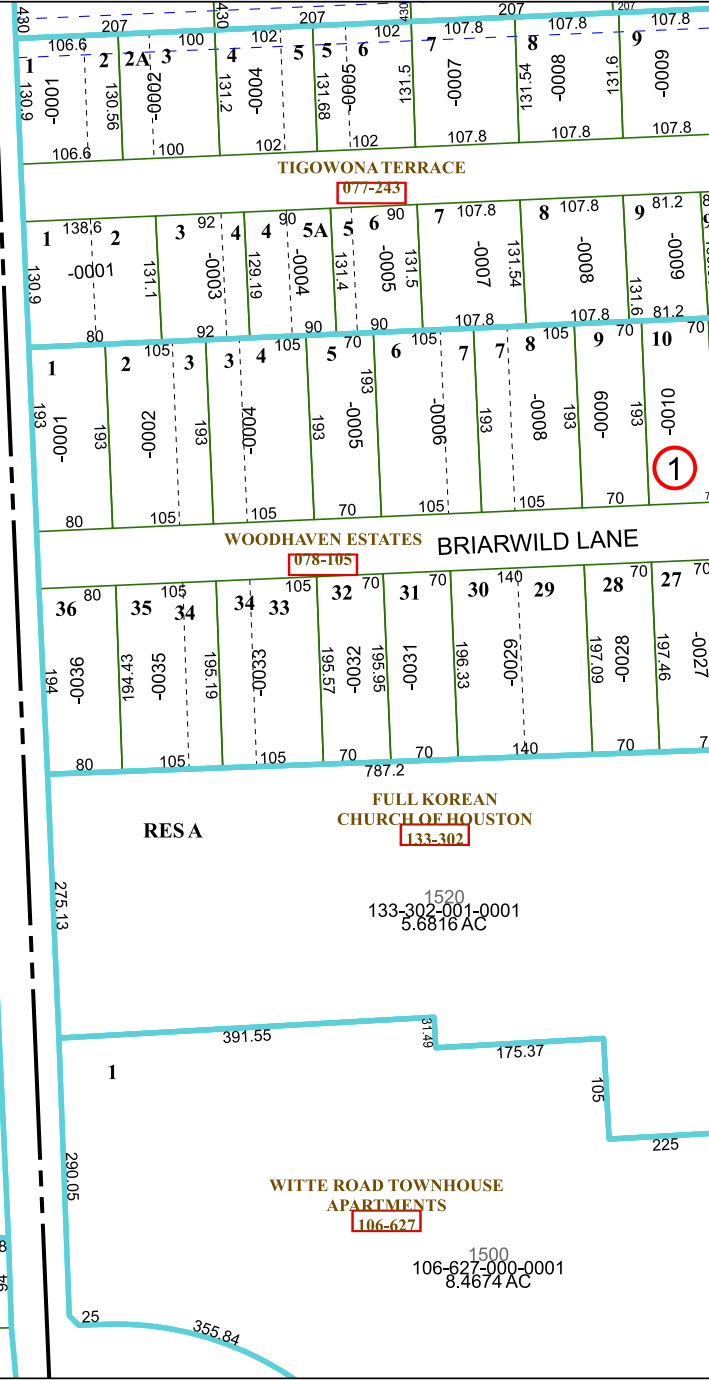 430 207 430 207 430 207 207
106.6 100 102 102 107.8 107.8 107.8
1 2 2A 3 4 5 5 6 7 8 9
130.9 -0001 130.56 -0002 131.2 -0004 131.68 -0005 131.5 -0007 131.54 -0008 131.6 -0009
106.6 100 102 102 107.8 107.8 107.8
TIGOWONA TERRACE
077-243
138.6 92 90 90 107.8 107.8 81.2
1 2 3 4 4 5A 5 6 7 8 9
130.9 -0001 131.1 -0003 129.19 -0004 131.4 -0005 131.5 -0007 131.54 -0008 131.6 -0009
80 92 90 90 107.8 107.8 81.2
105 105 70 105 105 70 70
1 2 3 3 4 5 6 7 7 8 9 10
193 -0001 193 -0002 193 -0004 193 -0005 193 -0006 193 -0008 193 -0009 193 -0010
1
80 105 105 70 105 105 70
WOODHAVEN ESTATES
078-105
BRIARWILD LANE
80 105 105 70 70 140 70 70
36 35 34 34 33 32 31 30 29 28 27
194 -0036 194.43 -0035 195.19 -0033 195.57 -0032 195.95 -0031 196.33 -0029 197.09 -0028 197.46 -0027
80 105 105 70 70 140 70
787.2
FULL KOREAN
CHURCH OF HOUSTON
133-302
RES A
275.13
1520
133-302-001-0001
5.6816 AC
391.55
31.49
175.37
105
225
1
290.05
WITTE ROAD TOWNHOUSE
APARTMENTS
106-627
1500
106-627-000-0001
8.4674 AC
25
355.84